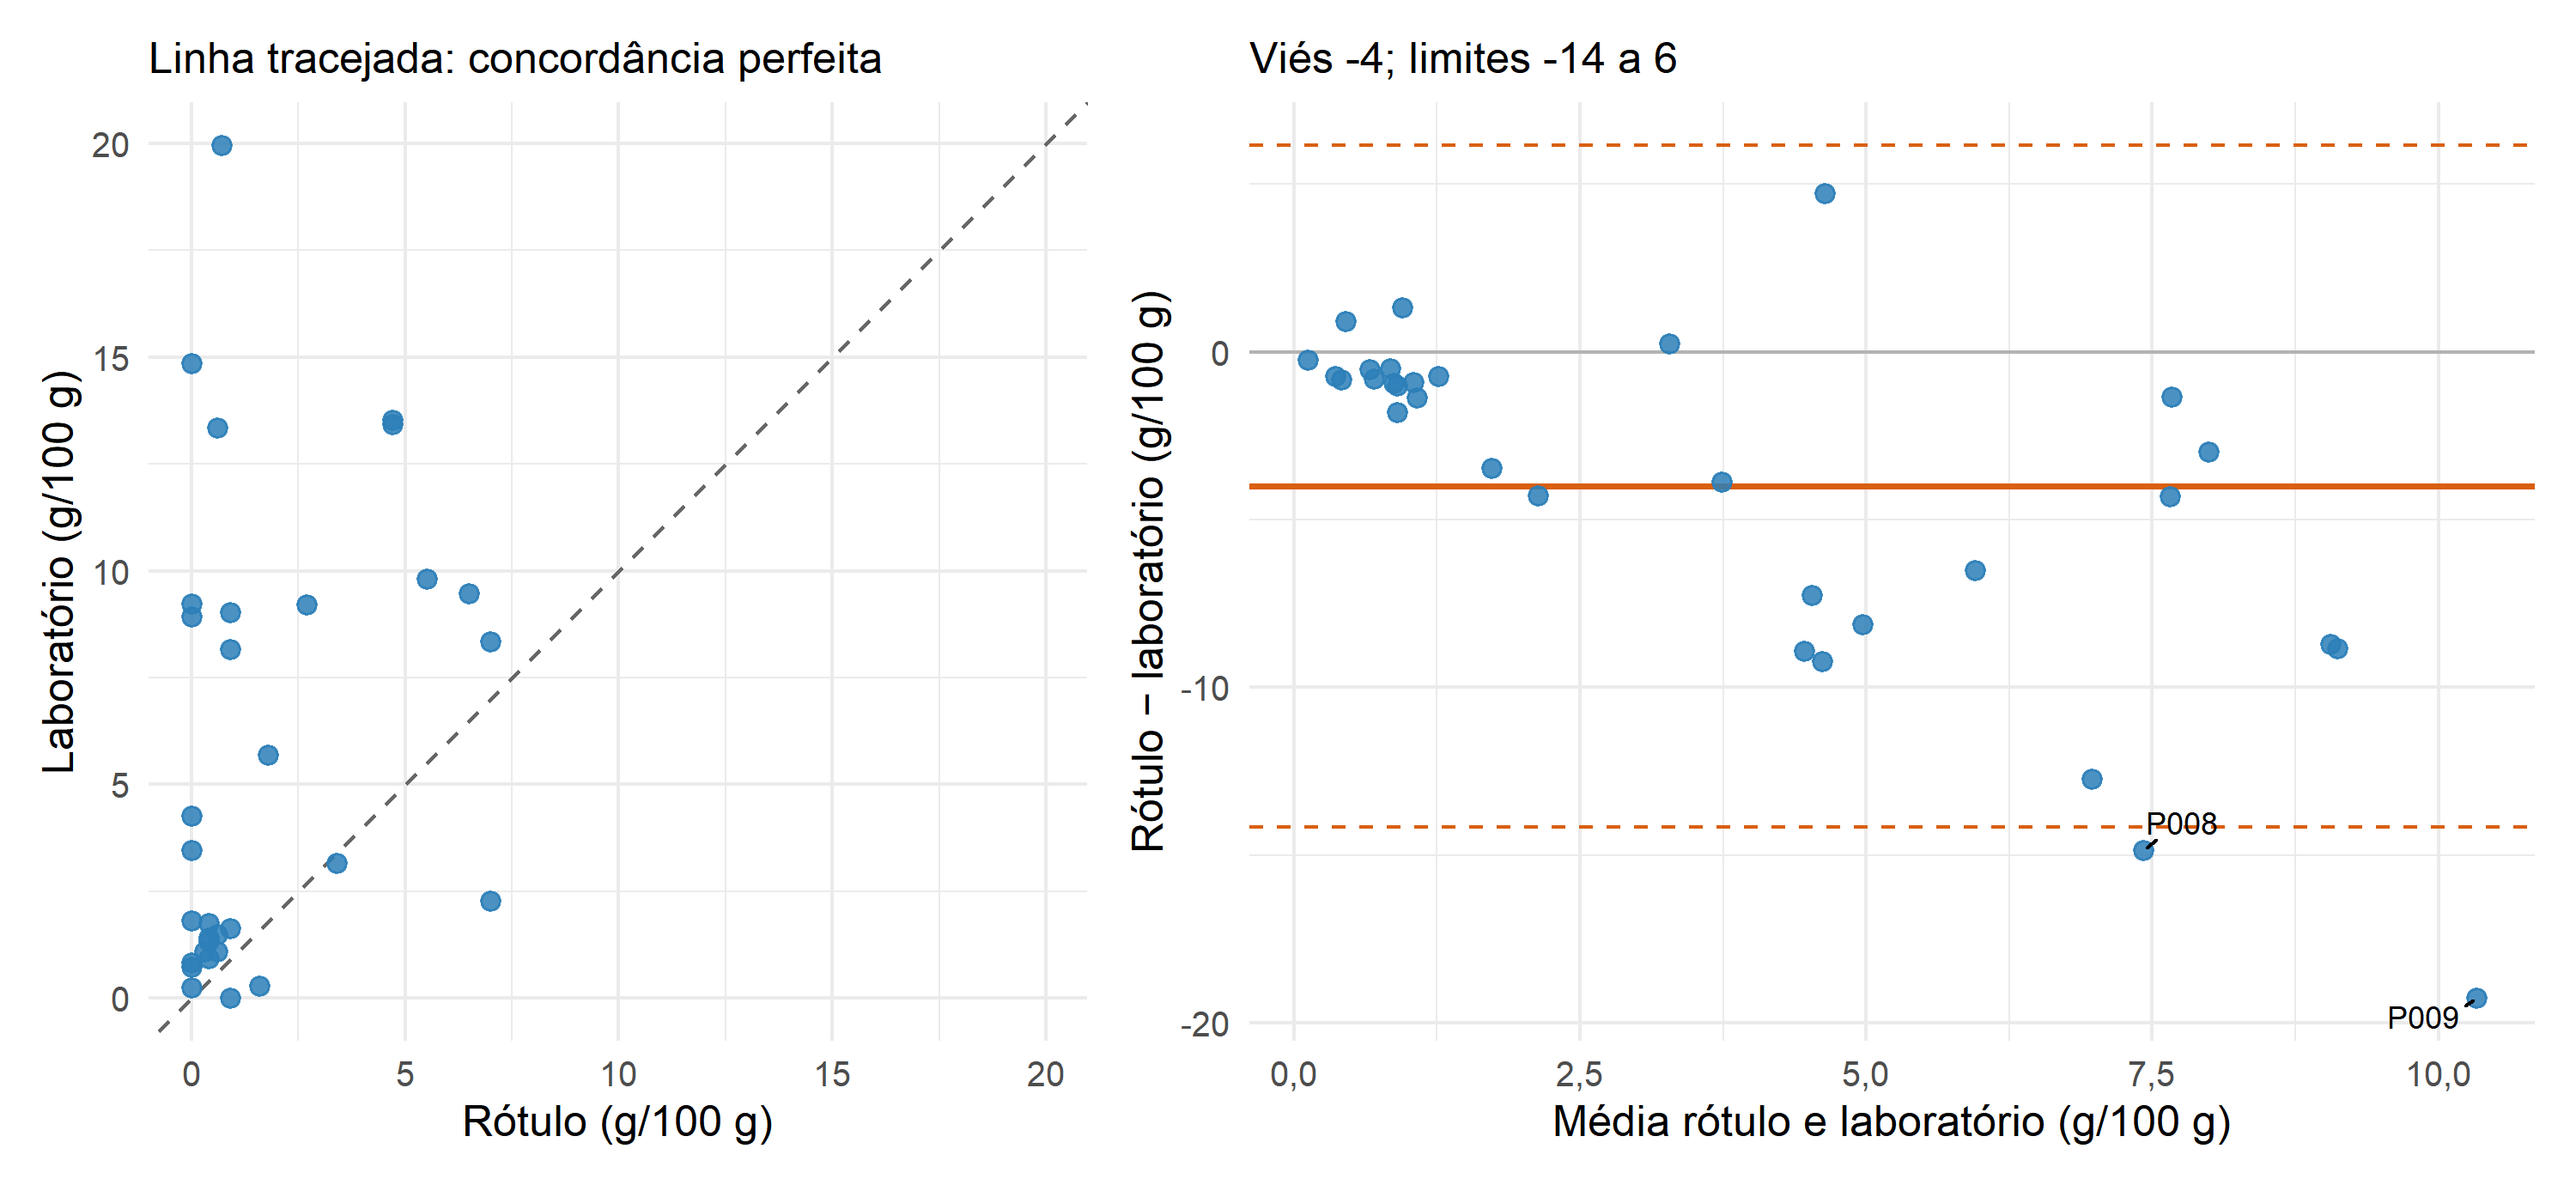 Linha tracejada: concordância perfeita
20
15
10
5
0
Laboratório (g/100 g)
0
5
10
15
20
Rótulo (g/100 g)
Viés -4; limites -14 a 6
0
-10
-20
Rótulo − laboratório (g/100 g)
P008
P009
0,0
2,5
5,0
7,5
10,0
Média rótulo e laboratório (g/100 g)